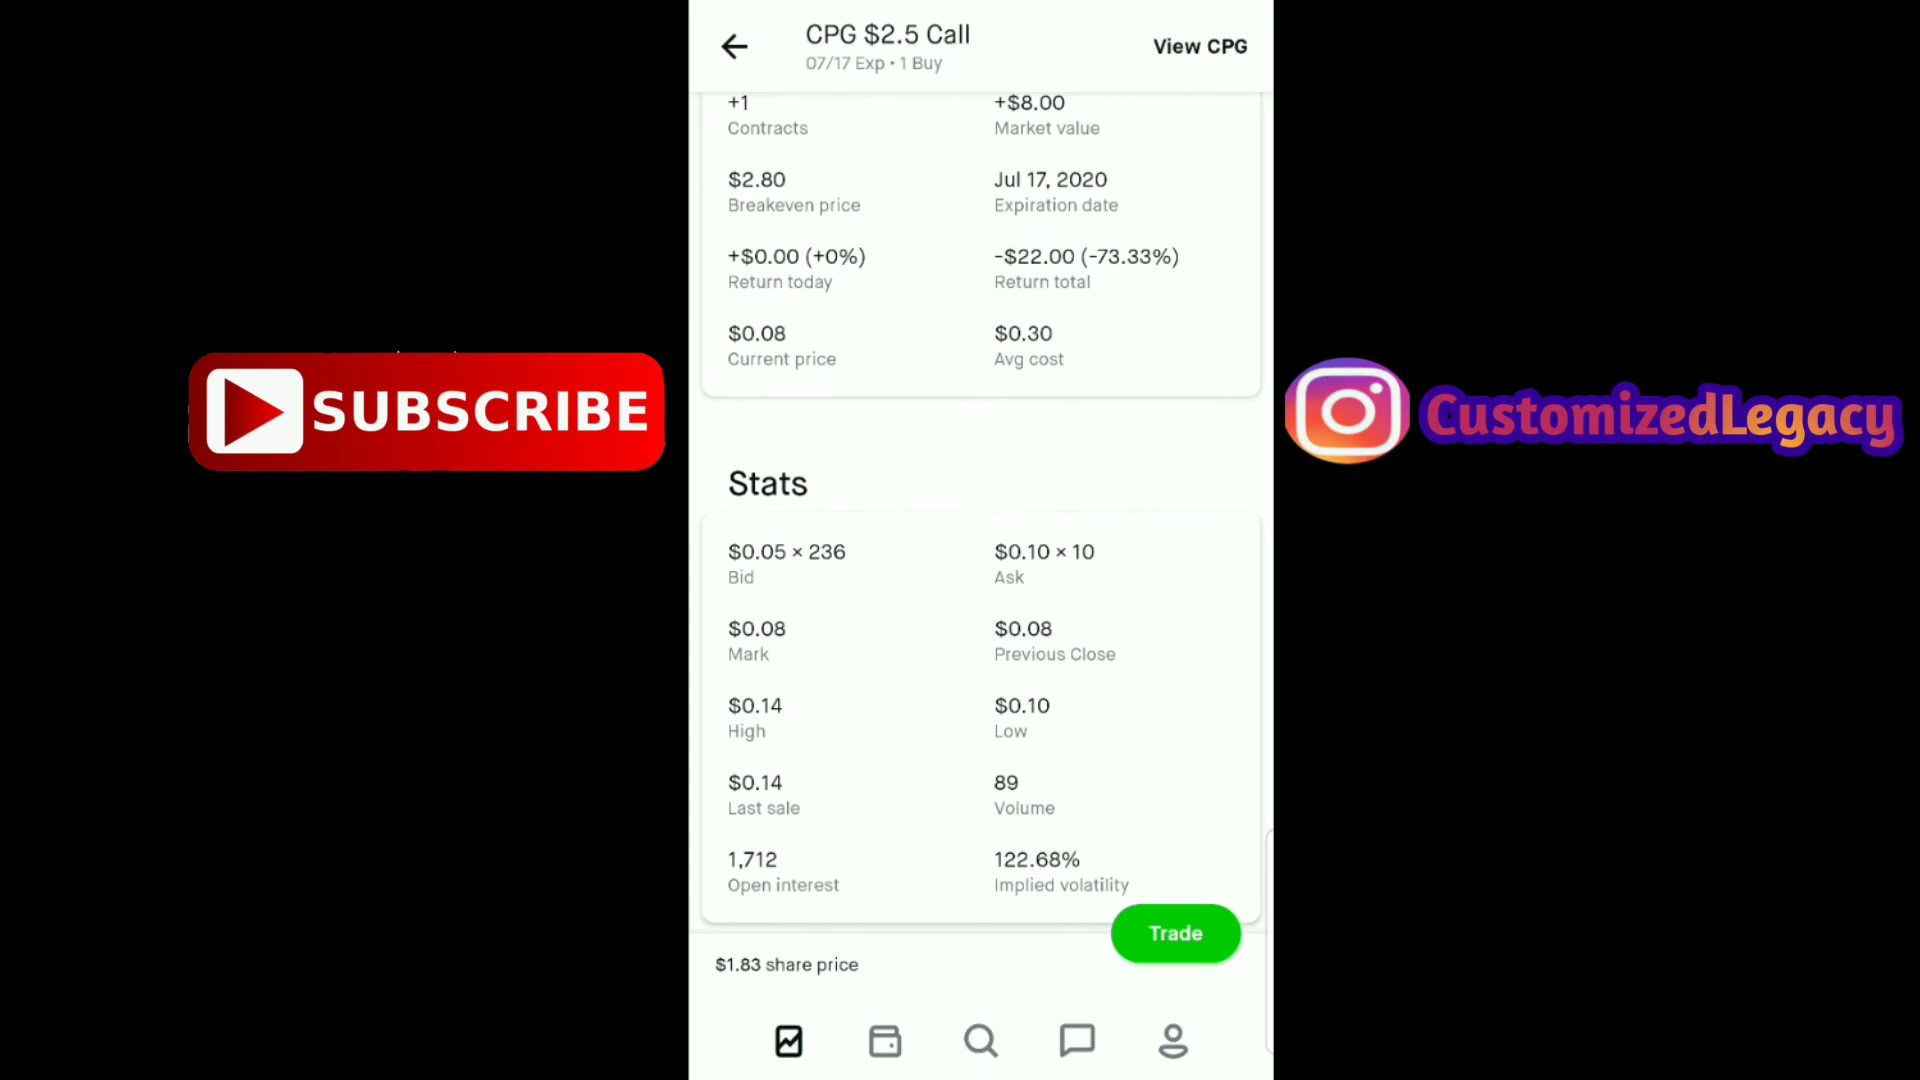 CPG $2.5 Call
07/17 Exp • 1 Buy
View CPG
+1
Contracts
+$8.00
Market value
$2.80
Breakeven price
Jul 17, 2020
Expiration date
+$0.00 (+0%)
Return today
-$22.00 (-73.33%)
Return total
$0.08
Current price
$0.30
Avg cost
SUBSCRIBE
CustomizedLegacy
Stats
$0.05 × 236
Bid
$0.10 × 10
Ask
$0.08
Mark
$0.08
Previous Close
$0.14
High
$0.10
Low
$0.14
Last sale
89
Volume
1,712
Open interest
122.68%
Implied volatility
Trade
$1.83 share price